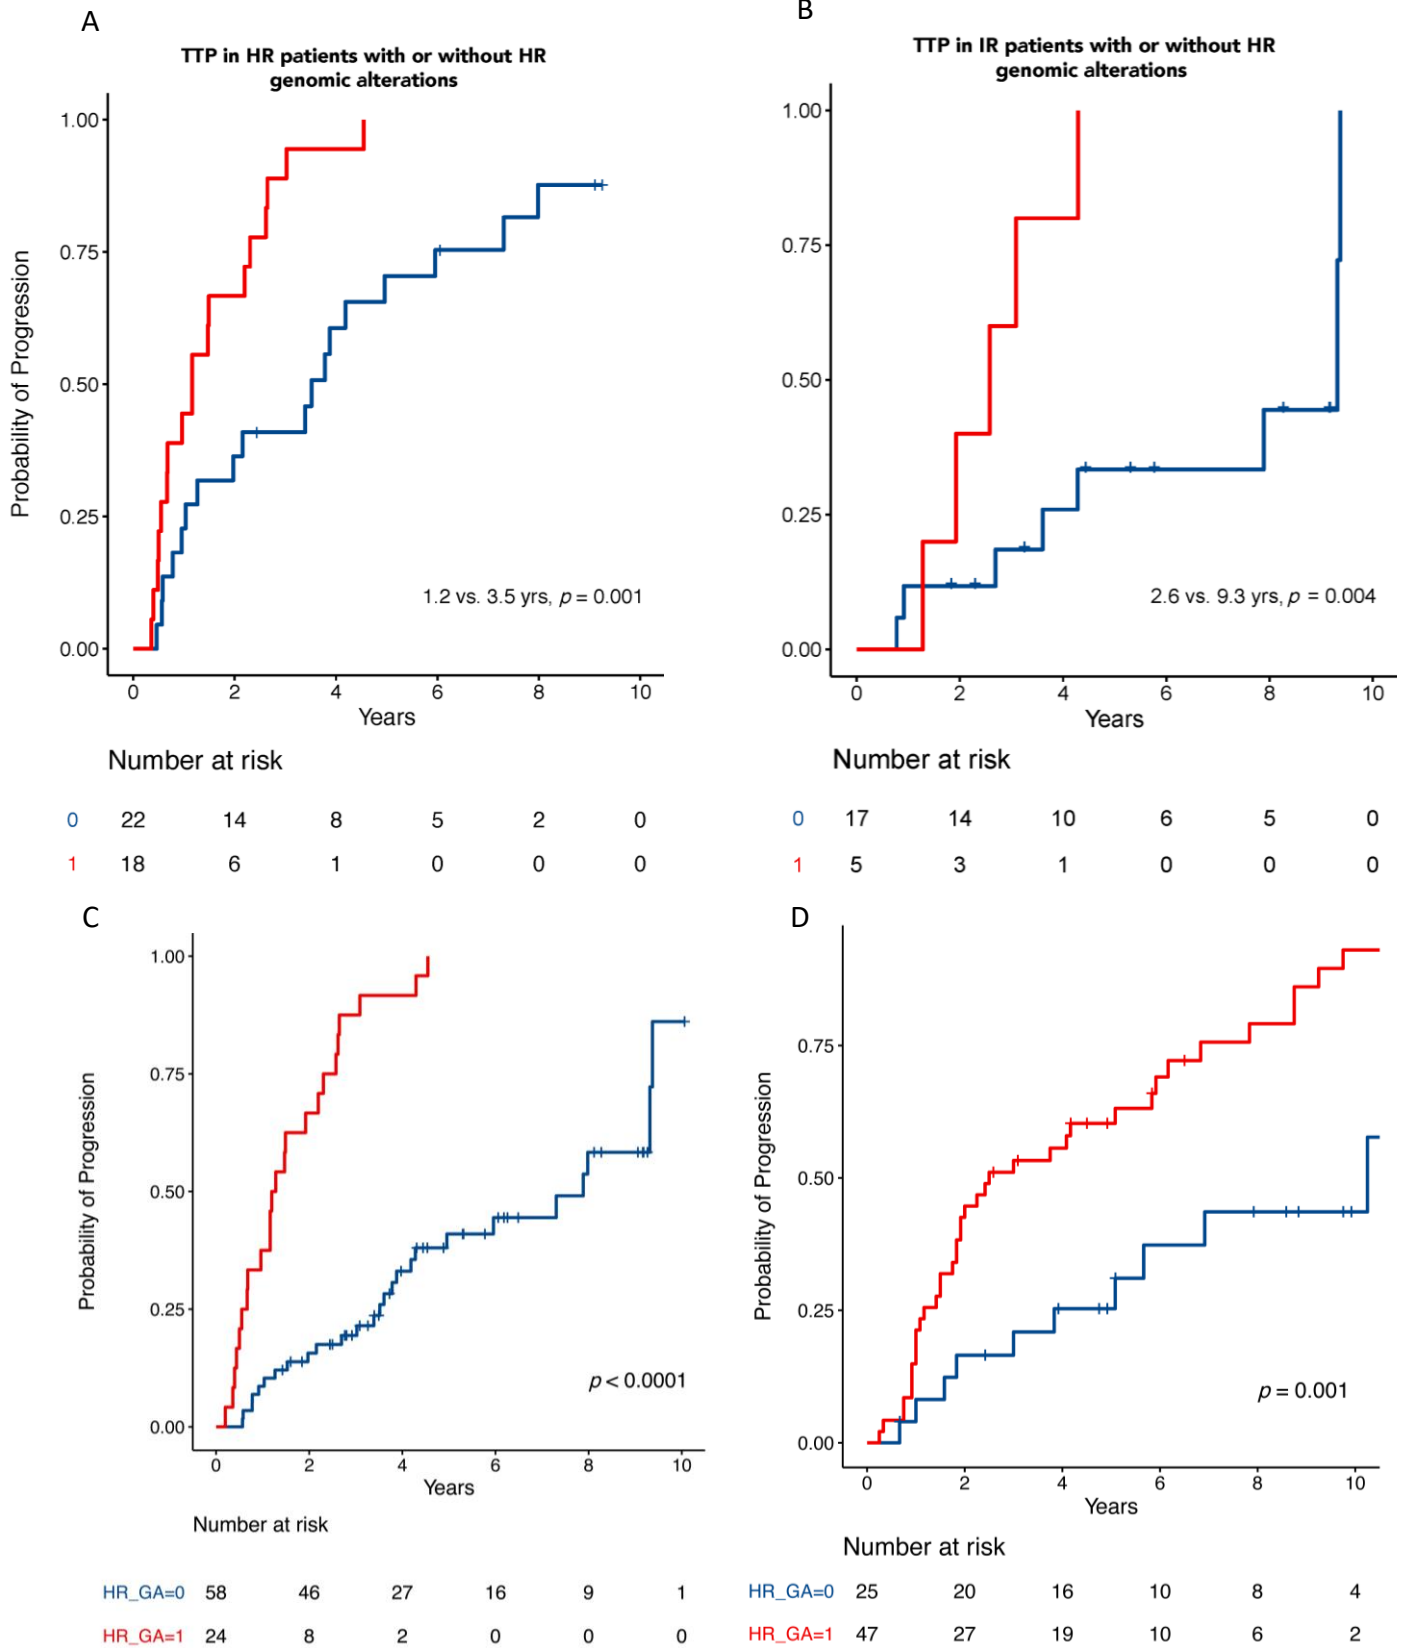 A
TTP in HR patients with or without HR
genomic alterations
Probability of Progression
1.00
0.75
0.50
0.25
0.00
1.2 vs. 3.5 yrs, p = 0.001
0 2 4 6 8 10
Years
Number at risk
0 22 14 8 5 2 0
1 18 6 1 0 0 0
B
TTP in IR patients with or without HR
genomic alterations
1.00
0.75
0.50
0.25
0.00
2.6 vs. 9.3 yrs, p = 0.004
0 2 4 6 8 10
Years
Number at risk
0 17 14 10 6 5 0
1 5 3 1 0 0 0
C
Probability of Progression
1.00
0.75
0.50
0.25
0.00
p < 0.0001
0 2 4 6 8 10
Years
Number at risk
HR_GA=0 58 46 27 16 9 1
HR_GA=1 24 8 2 0 0 0
D
Probability of Progression
0.75
0.50
0.25
0.00
p = 0.001
0 2 4 6 8 10
Years
Number at risk
HR_GA=0 25 20 16 10 8 4
HR_GA=1 47 27 19 10 6 2